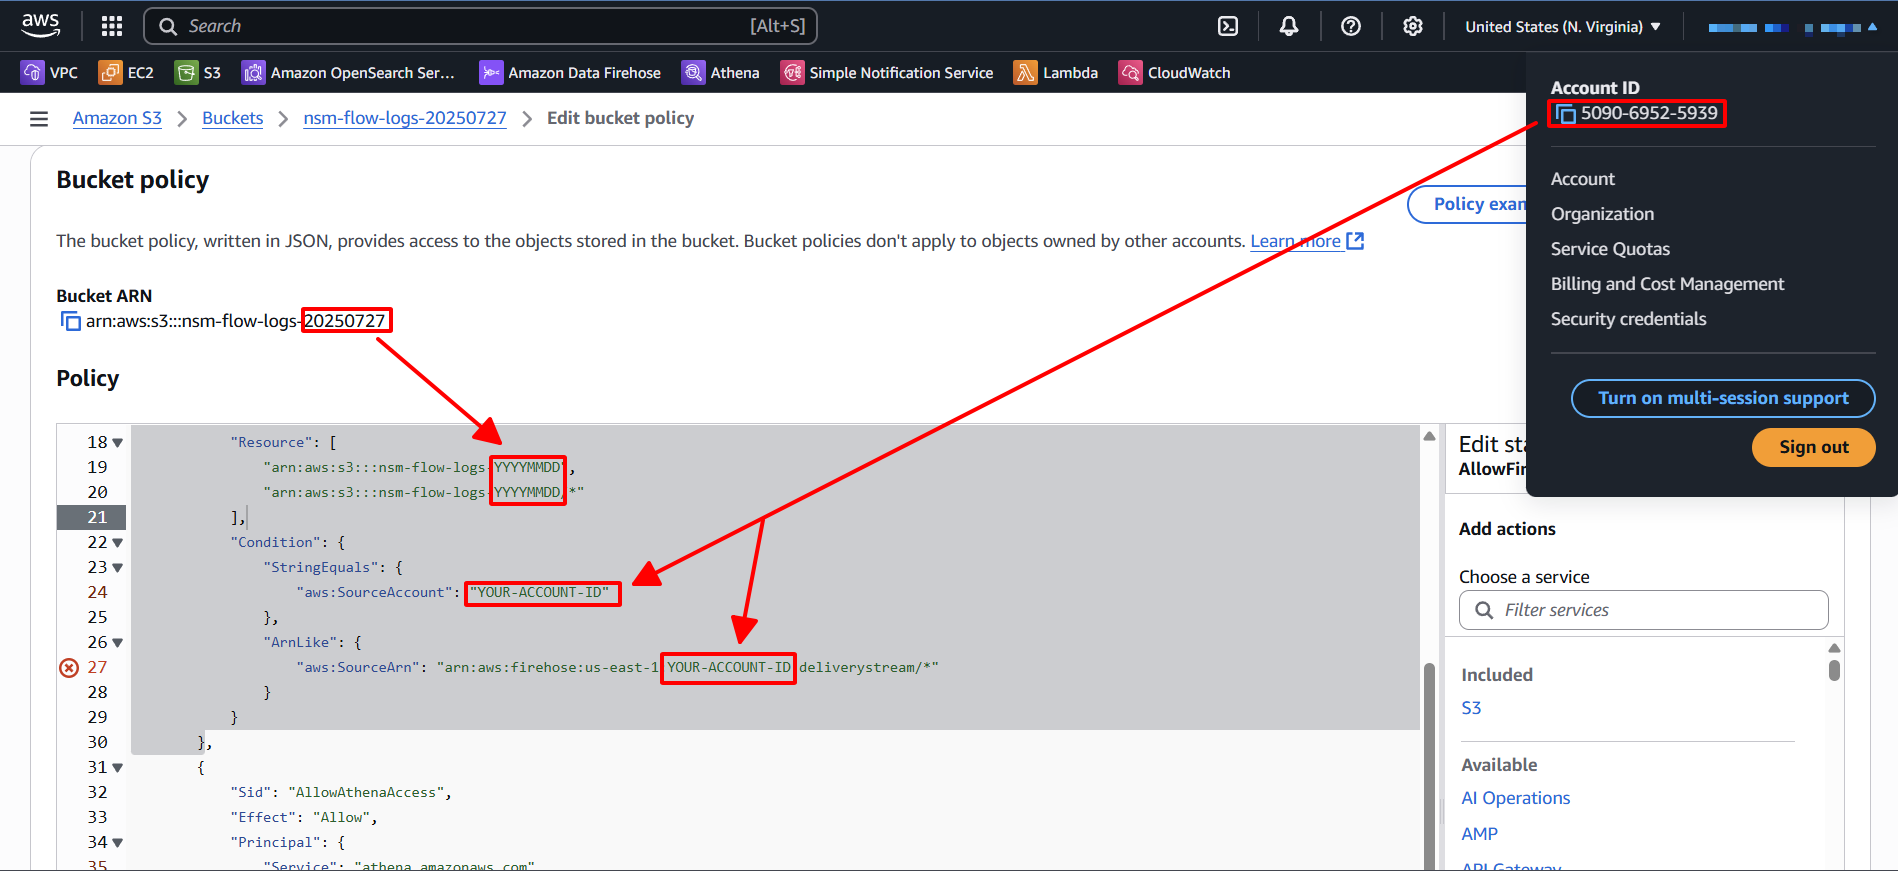 aws
Search
[Alt+S]
United States (N. Virginia)
VPC
EC2
S3
Amazon OpenSearch Ser...
Amazon Data Firehose
Athena
Simple Notification Service
Lambda
CloudWatch
Account ID
5090-6952-5939
Account
Organization
Service Quotas
Billing and Cost Management
Security credentials
Turn on multi-session support
Sign out
Amazon S3
Buckets
nsm-flow-logs-20250727
Edit bucket policy
Bucket policy
Policy exam
The bucket policy, written in JSON, provides access to the objects stored in the bucket. Bucket policies don't apply to objects owned by other accounts. Learn more
Bucket ARN
arn:aws:s3:::nsm-flow-logs-20250727
Policy
18 "Resource": [
19 "arn:aws:s3:::nsm-flow-logs-YYYYMMDD",
20 "arn:aws:s3:::nsm-flow-logs-YYYYMMDD/*"
21 ],
22 "Condition": {
23 "StringEquals": {
24 "aws:SourceAccount": "YOUR-ACCOUNT-ID"
25 },
26 "ArnLike": {
27 "aws:SourceArn": "arn:aws:firehose:us-east-1:YOUR-ACCOUNT-ID:deliverystream/*"
28 }
29 }
30 },
31 {
32 "Sid": "AllowAthenaAccess",
33 "Effect": "Allow",
34 "Principal": {
35 "Service": "athena.amazonaws.com"
Edit sta
AllowFir
Add actions
Choose a service
Filter services
Included
S3
Available
AI Operations
AMP
API Gateway